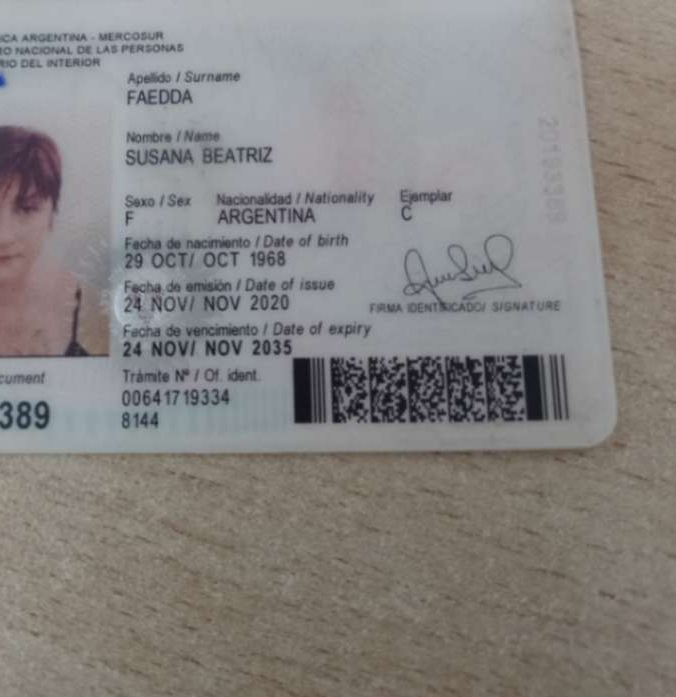 ICA ARGENTINA - MERCOSUR
RO NACIONAL DE LAS PERSONAS
RIO DEL INTERIOR
Apellido / Surname
FAEDDA
Nombre / Name
SUSANA BEATRIZ
Sexo / Sex Nacionalidad / Nationality Ejemplar
F ARGENTINA C
Fecha de nacimiento / Date of birth
29 OCT/ OCT 1968
Fecha de emisión / Date of issue
24 NOV/ NOV 2020
FIRMA IDENTIFICADO/ SIGNATURE
Fecha de vencimiento / Date of expiry
24 NOV/ NOV 2035
cument
389
Trámite Nº / Of. ident.
00641719334
8144